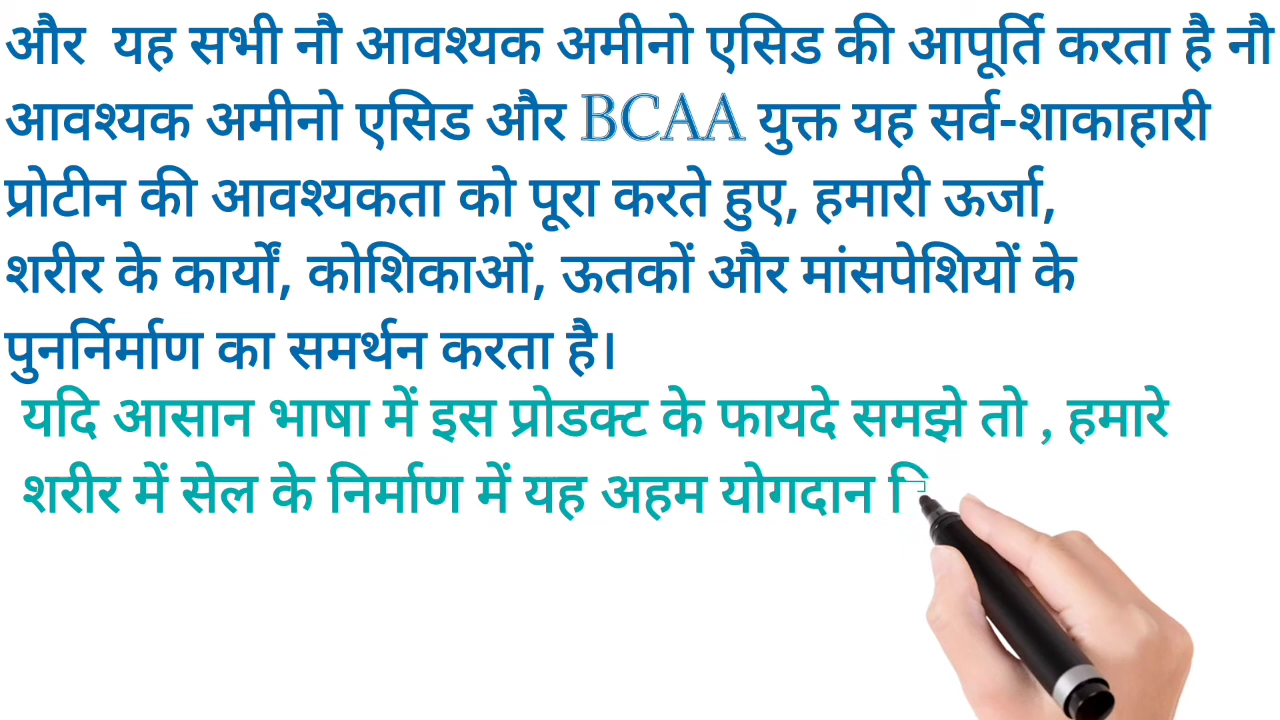 और यह सभी नौ आवश्यक अमीनो एसिड की आपूर्ति करता है नौ
आवश्यक अमीनो एसिड और BCAA युक्त यह सर्व-शाकाहारी
प्रोटीन की आवश्यकता को पूरा करते हुए, हमारी ऊर्जा,
शरीर के कार्यों, कोशिकाओं, ऊतकों और मांसपेशियों के
पुनर्निर्माण का समर्थन करता है।
यदि आसान भाषा में इस प्रोडक्ट के फायदे समझे तो , हमारे
शरीर में सेल के निर्माण में यह अहम योगदान